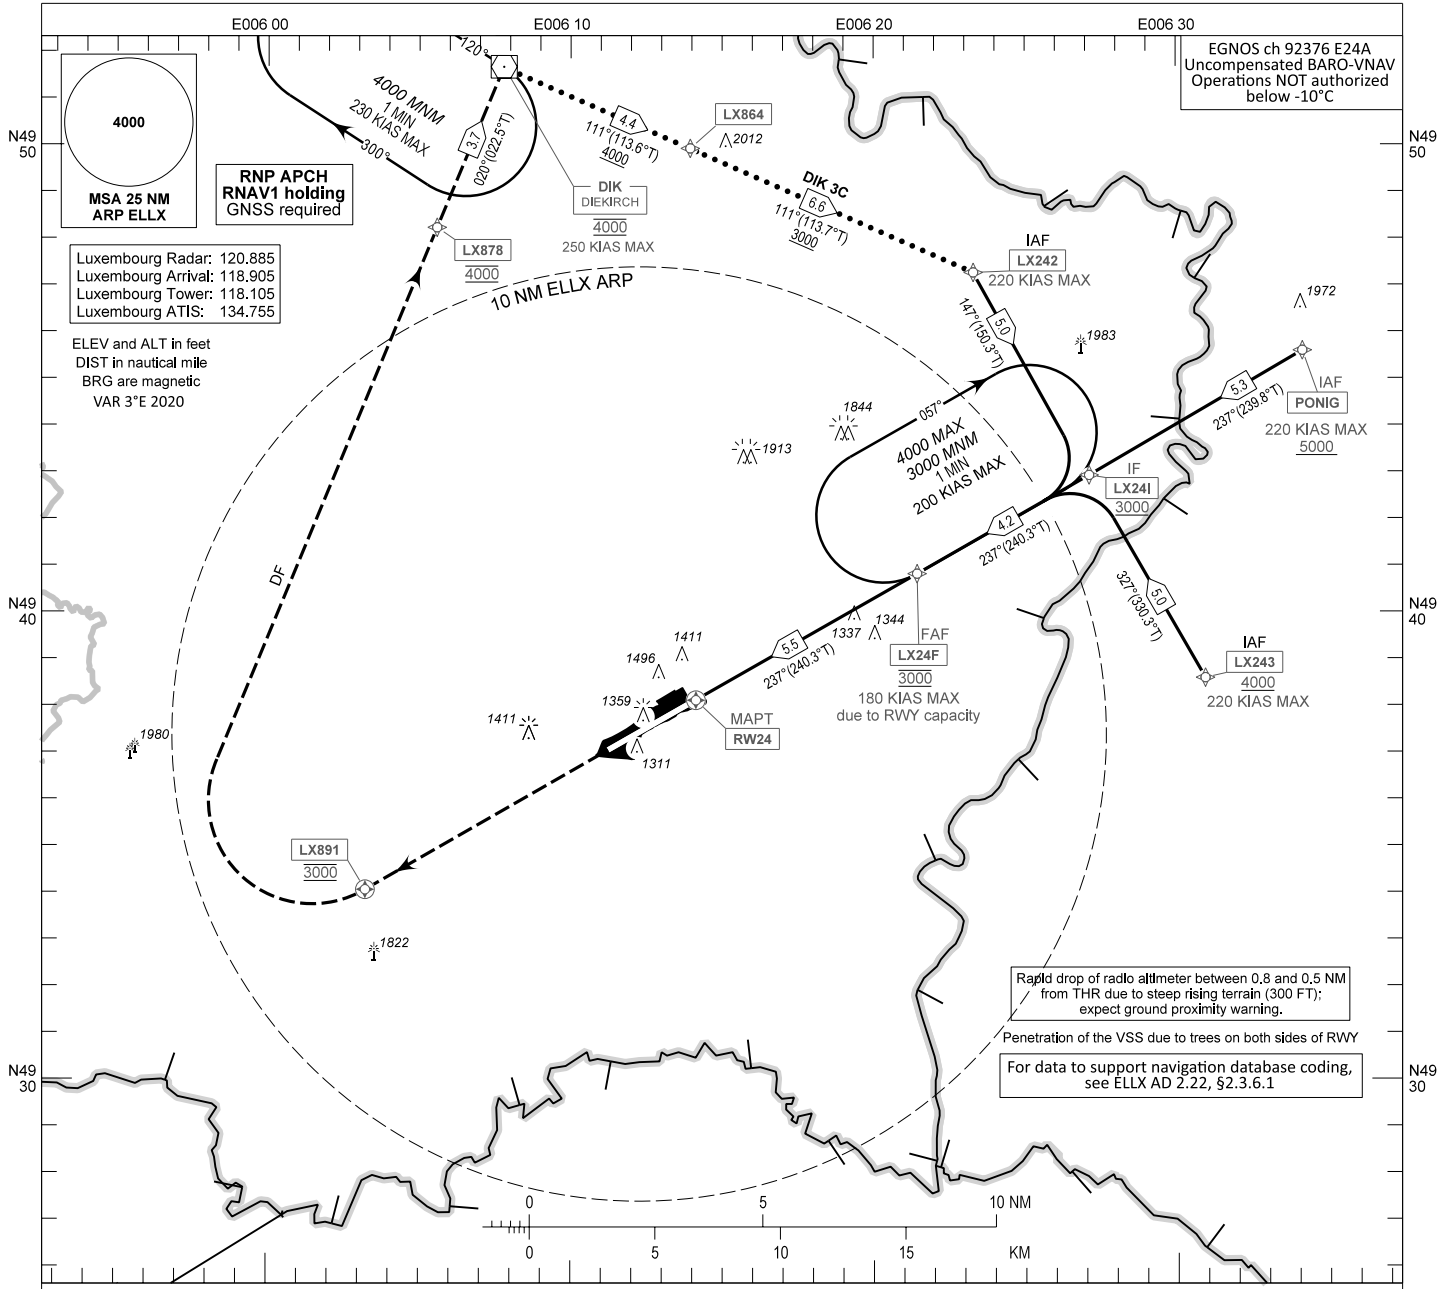 E006 00
E006 10
E006 20
E006 30
EGNOS ch 92376 E24A
Uncompensated BARO-VNAV
Operations NOT authorized
below -10°C
4000
MSA 25 NM
ARP ELLX
RNP APCH
RNAV1 holding
GNSS required
Luxembourg Radar: 120.885
Luxembourg Arrival: 118.905
Luxembourg Tower: 118.105
Luxembourg ATIS: 134.755
ELEV and ALT in feet
DIST in nautical mile
BRG are magnetic
VAR 3°E 2020
N49
50
N49
50
120°
4000 MNM
1 MIN
230 KIAS MAX
300°
3.7
020°(022.5°T)
4.4
111°(113.6°T)
4000
LX864
2012
DIK
DIEKIRCH
4000
250 KIAS MAX
DIK 3C
6.6
111°(113.7°T)
3000
LX878
4000
IAF
LX242
220 KIAS MAX
10 NM ELLX ARP
147°(150.3°T)
5.0
1983
1972
IAF
PONIG
220 KIAS MAX
5000
5.3
237°(239.8°T)
057°
4000 MAX
3000 MNM
1 MIN
200 KIAS MAX
1844
1913
IF
LX24I
3000
4.2
237°(240.3°T)
DF
N49
40
N49
40
327°(330.3°T)
5.0
IAF
LX243
4000
220 KIAS MAX
1337
1344
FAF
LX24F
3000
180 KIAS MAX
due to RWY capacity
5.5
237°(240.3°T)
1411
1496
1359
1411
1311
MAPT
RW24
1980
LX891
3000
1822
Rapid drop of radio altimeter between 0.8 and 0.5 NM
from THR due to steep rising terrain (300 FT);
expect ground proximity warning.
Penetration of the VSS due to trees on both sides of RWY
For data to support navigation database coding,
see ELLX AD 2.22, §2.3.6.1
N49
30
N49
30
0 5 10 NM
0 5 10 15 KM